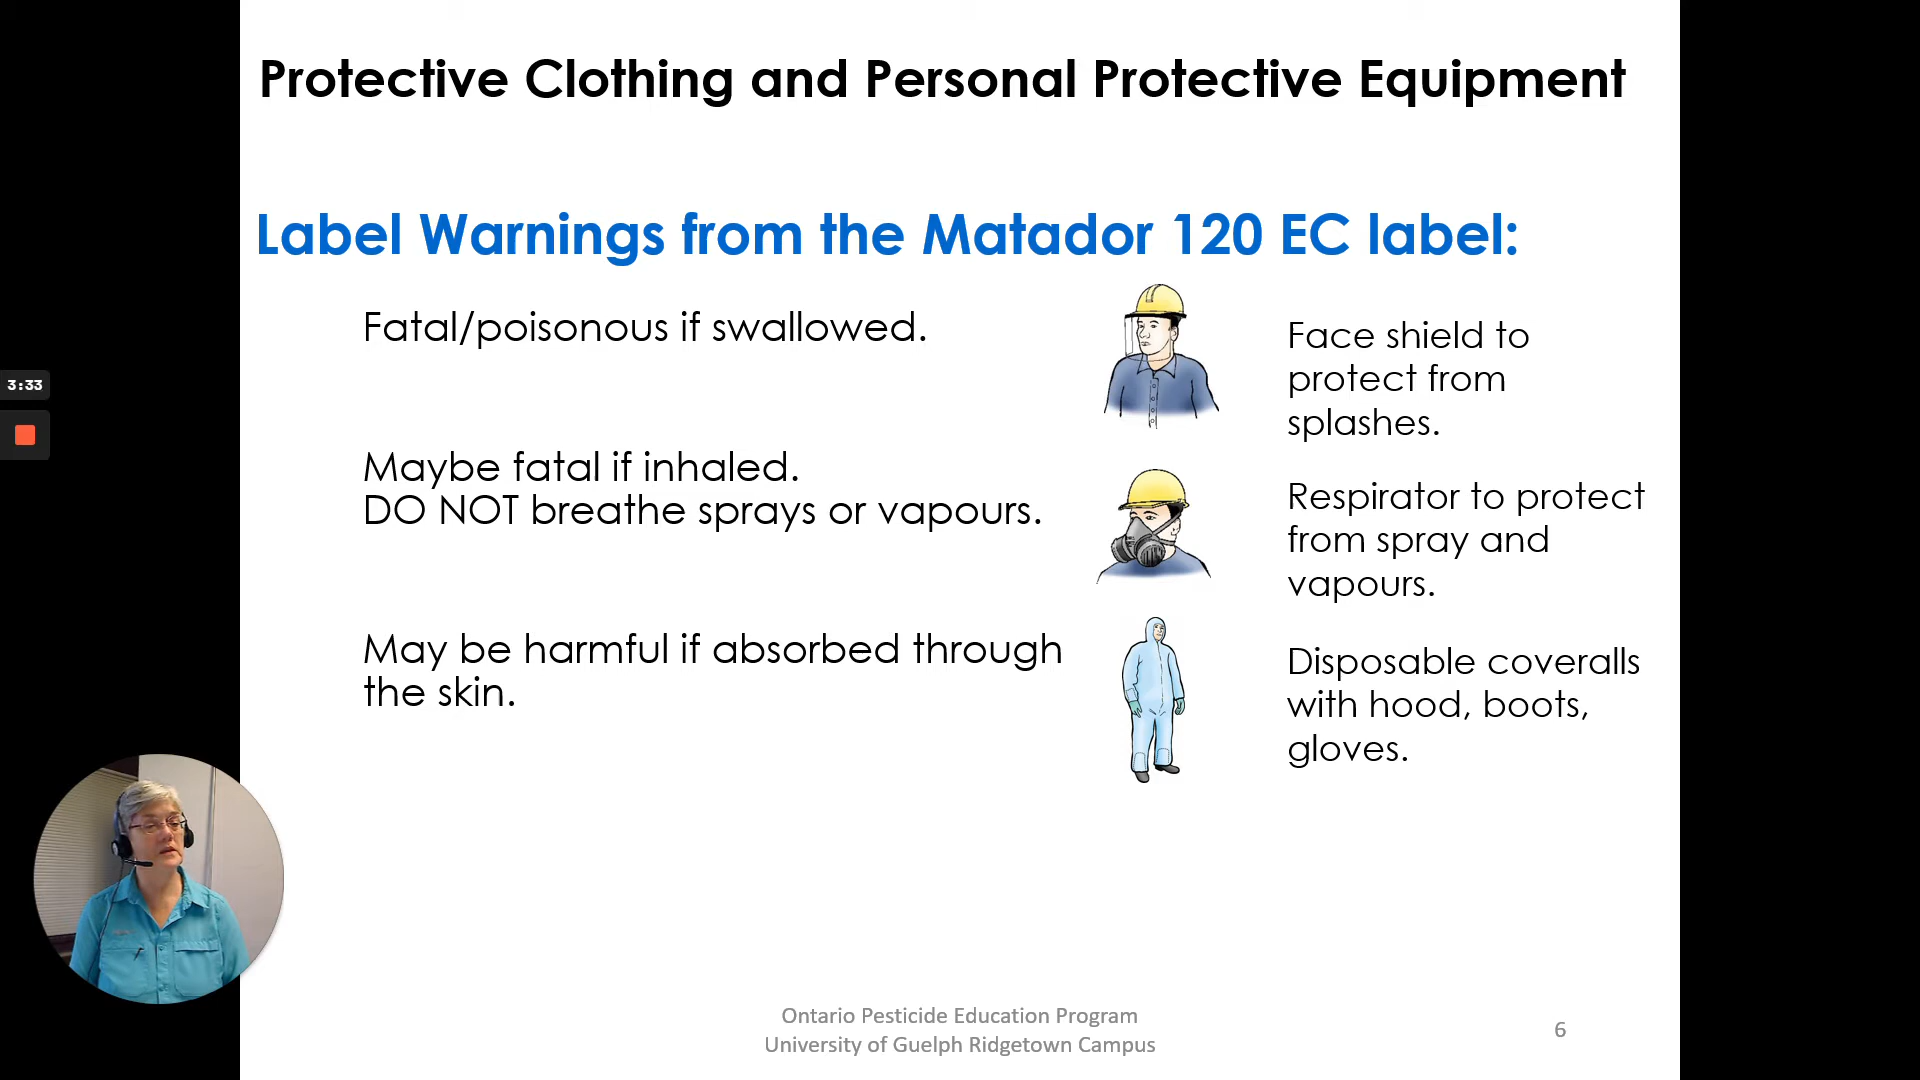 Protective Clothing and Personal Protective Equipment
Label Warnings from the Matador 120 EC label:
Fatal/poisonous if swallowed.
Face shield to
protect from
splashes.
3:33
Maybe fatal if inhaled.
DO NOT breathe sprays or vapours.
Respirator to protect
from spray and
vapours.
May be harmful if absorbed through
the skin.
Disposable coveralls
with hood, boots,
gloves.
Ontario Pesticide Education Program
University of Guelph Ridgetown Campus
6